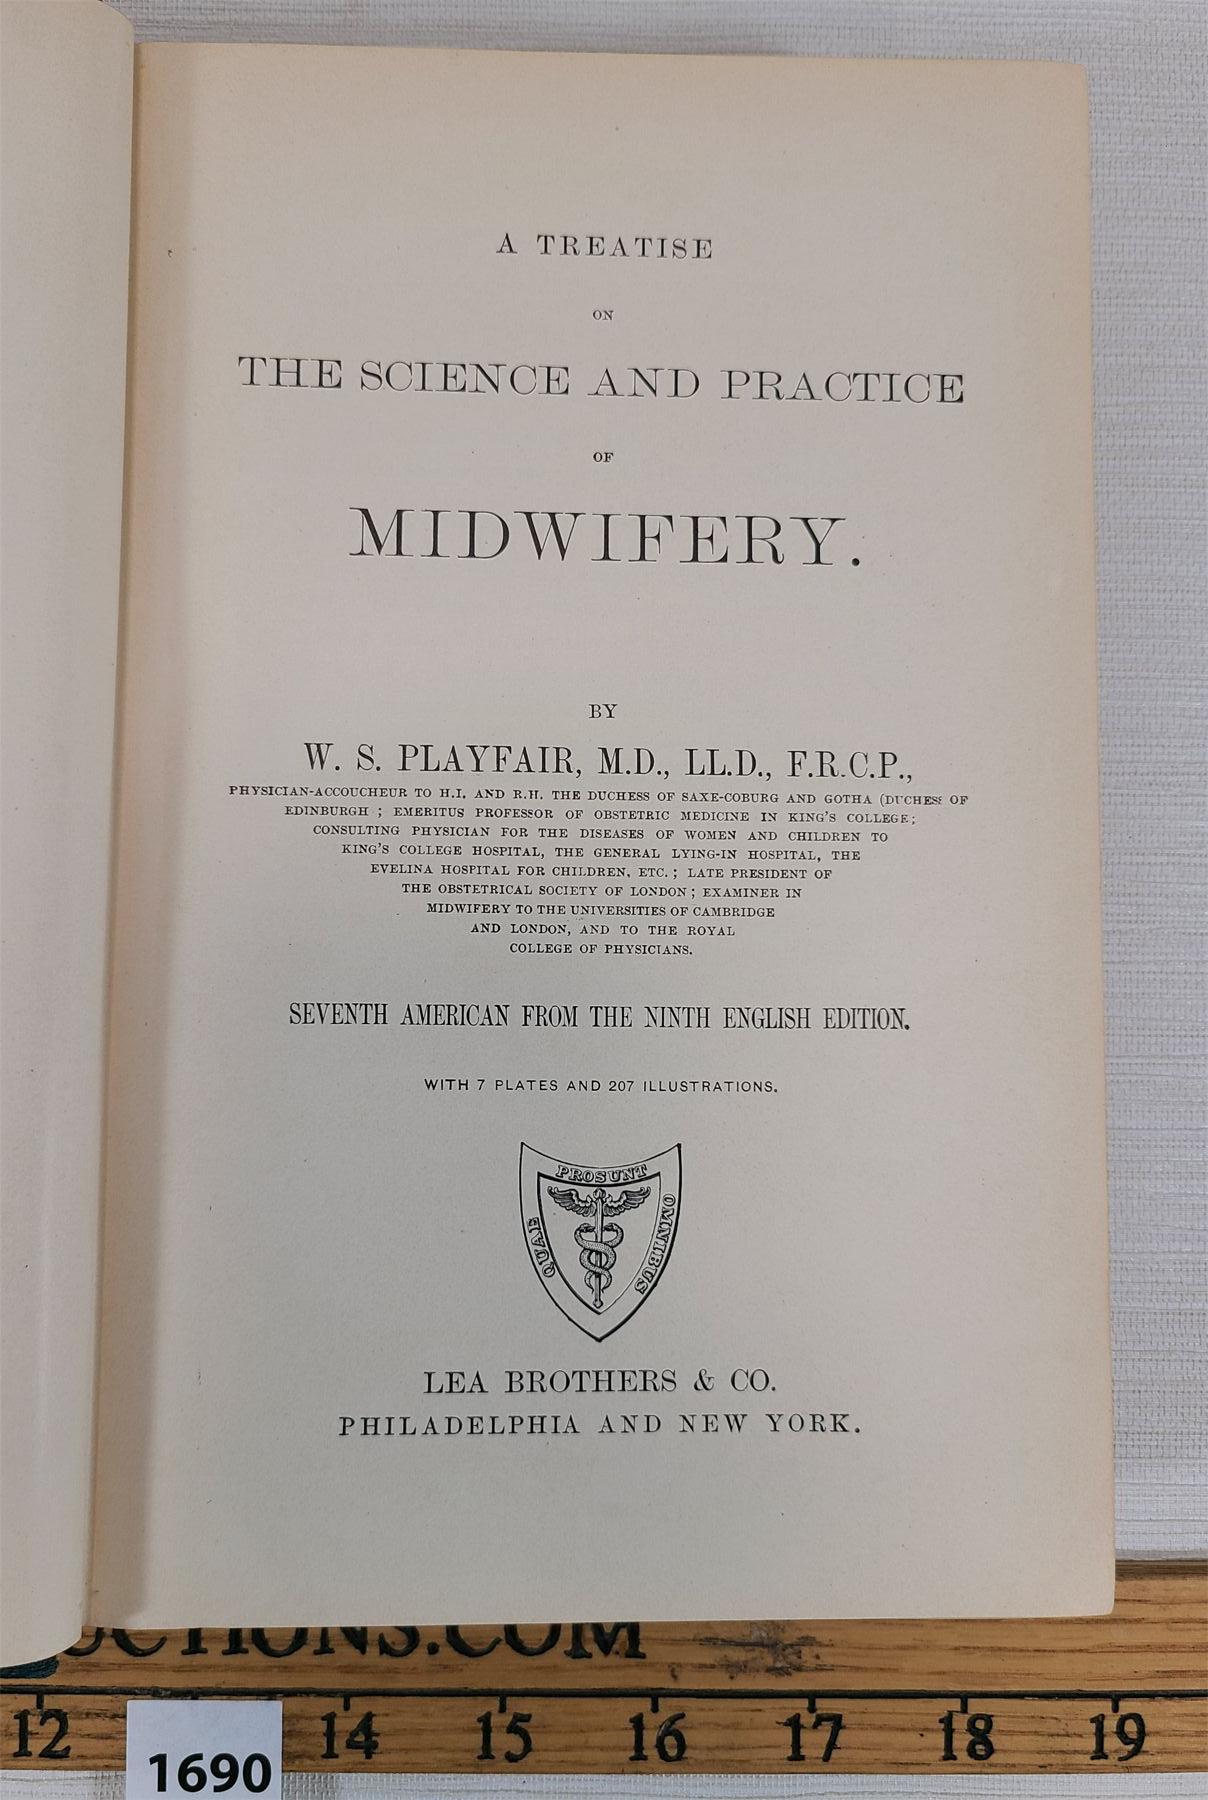 A TREATISE
ON
THE SCIENCE AND PRACTICE
OF
MIDWIFERY.
BY
W. S. PLAYFAIR, M.D., LL.D., F.R.C.P.,
PHYSICIAN-ACCOUCHEUR TO H.I. AND R.H. THE DUCHESS OF SAXE-COBURG AND GOTHA (DUCHESS OF
EDINBURGH ; EMERITUS PROFESSOR OF OBSTETRIC MEDICINE IN KING'S COLLEGE;
CONSULTING PHYSICIAN FOR THE DISEASES OF WOMEN AND CHILDREN TO
KING'S COLLEGE HOSPITAL, THE GENERAL LYING-IN HOSPITAL, THE
EVELINA HOSPITAL FOR CHILDREN, ETC. ; LATE PRESIDENT OF
THE OBSTETRICAL SOCIETY OF LONDON ; EXAMINER IN
MIDWIFERY TO THE UNIVERSITIES OF CAMBRIDGE
AND LONDON, AND TO THE ROYAL
COLLEGE OF PHYSICIANS.
SEVENTH AMERICAN FROM THE NINTH ENGLISH EDITION.
WITH 7 PLATES AND 207 ILLUSTRATIONS.
QUAE PROSUNT OMNIBUS
LEA BROTHERS & CO.
PHILADELPHIA AND NEW YORK.
UCTIONS.COM
12 14 15 16 17 18 19
1690